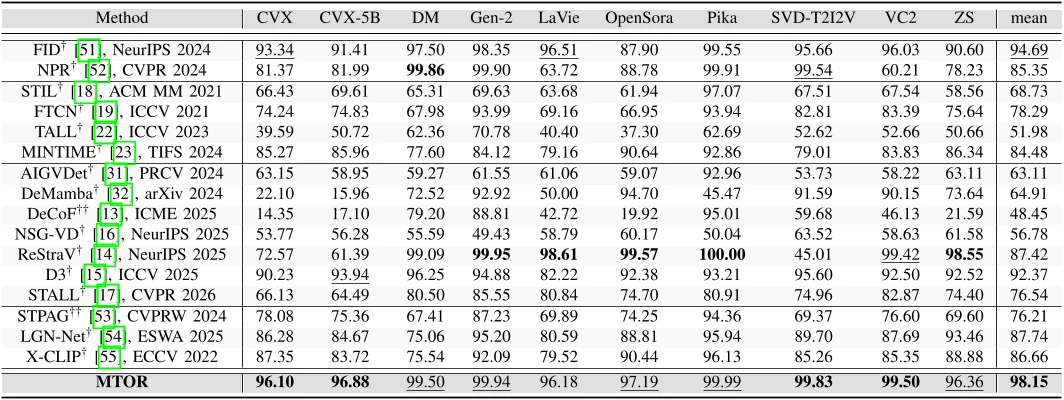 Method CVX CVX-5B DM Gen-2 LaVie OpenSora Pika SVD-T2I2V VC2 ZS mean
FID† [51], NeurIPS 2024 93.34 91.41 97.50 98.35 96.51 87.90 99.55 95.66 96.03 90.60 94.69
NPR† [52], CVPR 2024 81.37 81.99 99.86 99.90 63.72 88.78 99.91 99.54 60.21 78.23 85.35
STIL† [18], ACM MM 2021 66.43 69.61 65.31 69.63 63.68 61.94 97.07 67.51 67.54 58.56 68.73
FTCN† [19], ICCV 2021 74.24 74.83 67.98 93.99 69.16 66.95 93.94 82.81 83.39 75.64 78.29
TALL† [22], ICCV 2023 39.59 50.72 62.36 70.78 40.40 37.30 62.69 52.62 52.66 50.66 51.98
MINTIME† [23], TIFS 2024 85.27 85.96 77.60 84.12 79.16 90.64 92.86 79.01 83.83 86.34 84.48
AIGVDet† [31], PRCV 2024 63.15 58.95 59.27 61.55 61.06 59.07 92.96 53.73 58.22 63.11 63.11
DeMamba† [32], arXiv 2024 22.10 15.96 72.52 92.92 50.00 94.70 45.47 91.59 90.15 73.64 64.91
DeCoF†† [13], ICME 2025 14.35 17.10 79.20 88.81 42.72 19.92 95.01 59.68 46.13 21.59 48.45
NSG-VD† [16], NeurIPS 2025 53.77 56.28 55.59 49.43 58.79 60.17 50.04 63.52 58.63 61.58 56.78
ReStraV† [14], NeurIPS 2025 72.57 61.39 99.09 99.95 98.61 99.57 100.00 45.01 99.42 98.55 87.42
D3† [15], ICCV 2025 90.23 93.94 96.25 94.88 82.22 92.38 93.21 95.60 92.70 92.52 92.37
STALL† [17], CVPR 2026 66.13 64.49 80.50 85.55 80.84 74.70 80.91 74.96 82.87 74.40 76.54
STPAG†† [53], CVPRW 2024 78.08 75.36 67.41 87.23 69.89 74.25 94.36 69.37 76.60 69.60 76.21
LGN-Net† [54], ESWA 2025 86.28 84.67 75.06 95.20 80.59 88.81 95.94 89.70 87.69 93.46 87.74
X-CLIP† [55], ECCV 2022 87.35 83.72 75.54 92.09 79.52 90.44 96.13 85.26 85.35 88.88 86.66
MTOR 96.10 96.88 99.50 99.94 96.18 97.19 99.99 99.83 99.50 96.36 98.15